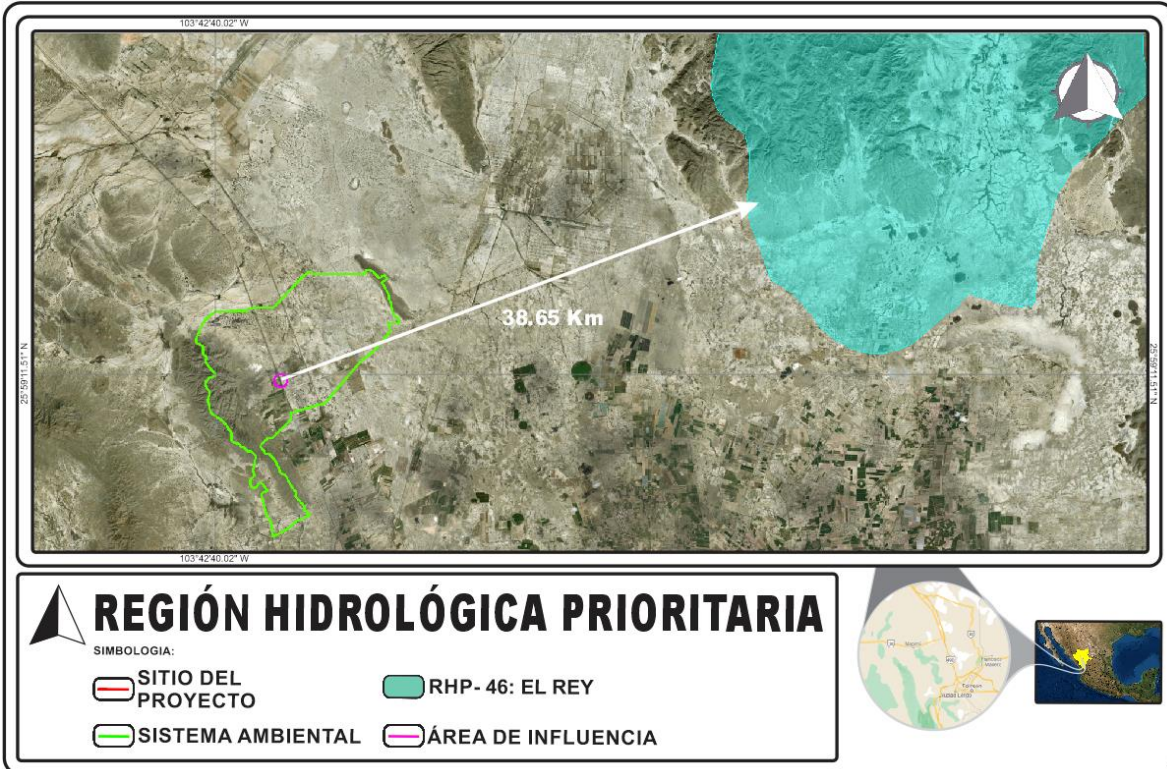 103°42'40.02" W
25°59'11.51" N
38.65 Km
25°59'11.51" N
103°42'40.02" W
REGIÓN HIDROLÓGICA PRIORITARIA
SIMBOLOGIA:
SITIO DEL
PROYECTO
RHP- 46: EL REY
SISTEMA AMBIENTAL
ÁREA DE INFLUENCIA